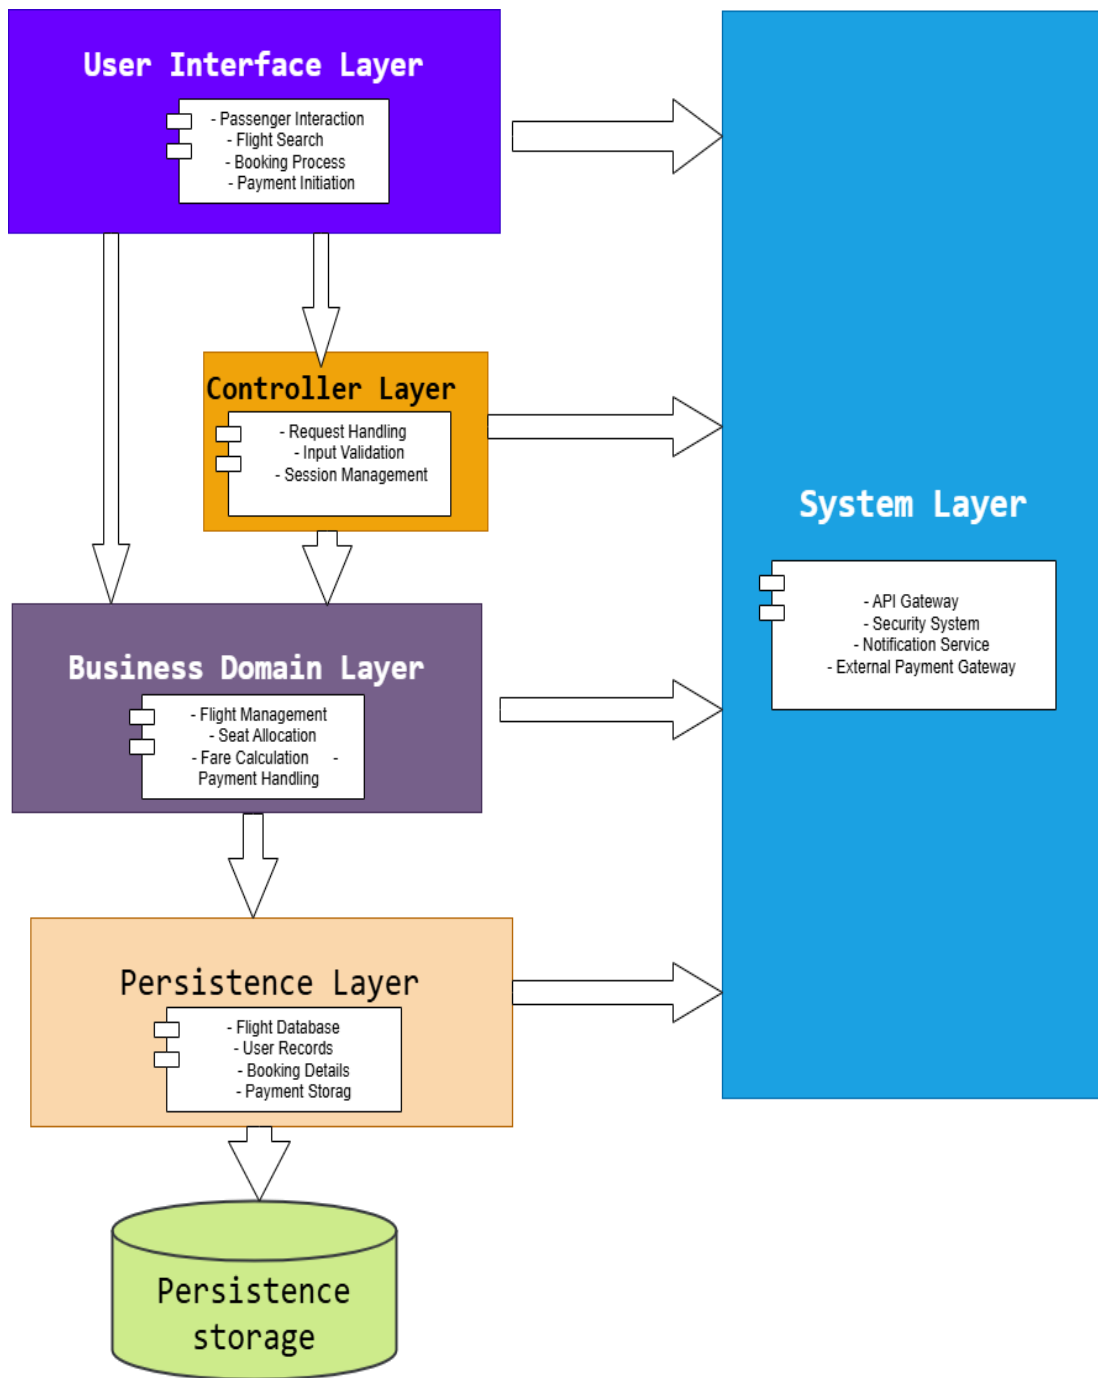 User Interface Layer
- Passenger Interaction
- Flight Search
- Booking Process
- Payment Initiation
Controller Layer
- Request Handling
- Input Validation
- Session Management
System Layer
- API Gateway
- Security System
- Notification Service
- External Payment Gateway
Business Domain Layer
- Flight Management
- Seat Allocation
- Fare Calculation -
Payment Handling
Persistence Layer
- Flight Database
- User Records
- Booking Details
- Payment Storag
Persistence
storage